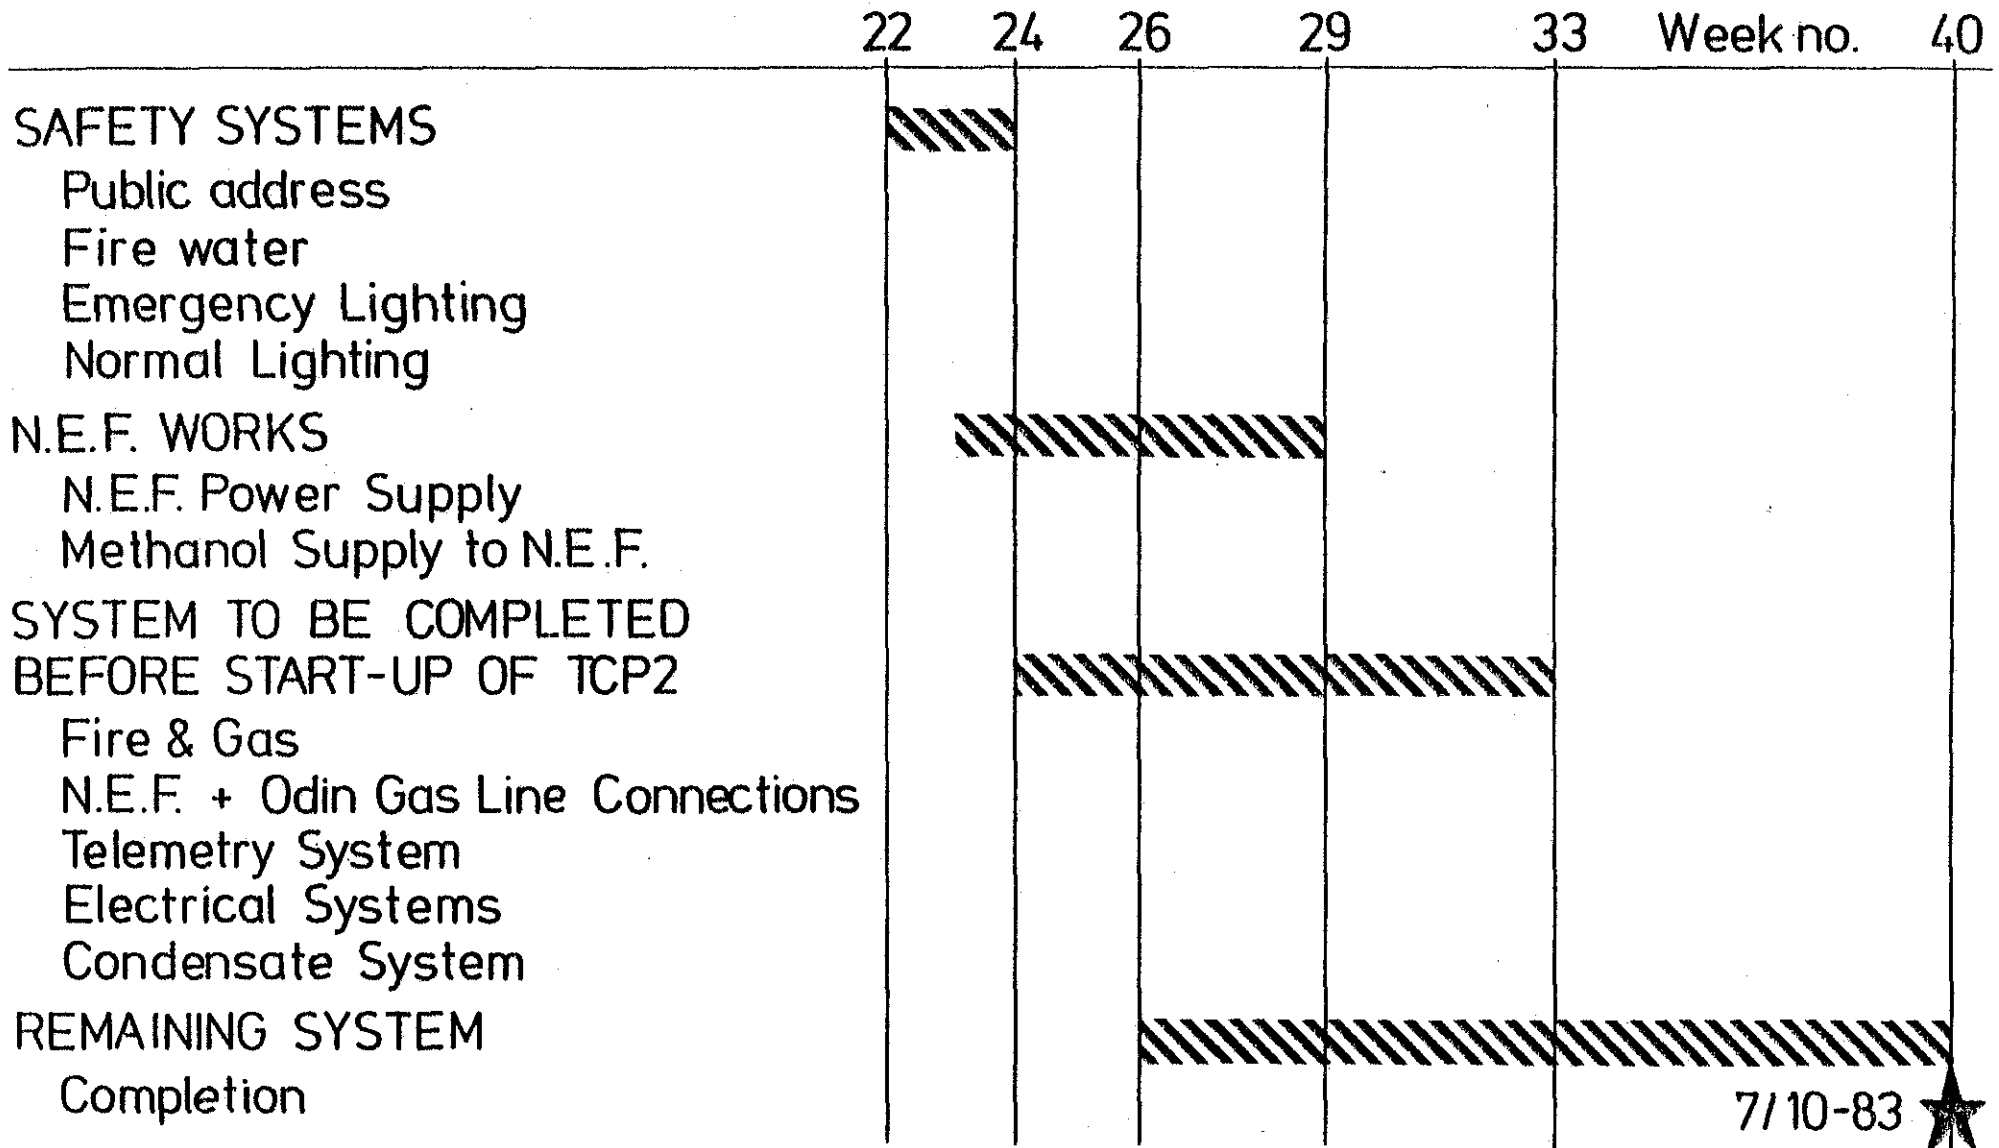 22 24 26 29 33 Week no. 40
SAFETY SYSTEMS
Public address
Fire water
Emergency Lighting
Normal Lighting
N.E.F. WORKS
N.E.F. Power Supply
Methanol Supply to N.E.F.
SYSTEM TO BE COMPLETED
BEFORE START-UP OF TCP2
Fire & Gas
N.E.F. + Odin Gas Line Connections
Telemetry System
Electrical Systems
Condensate System
REMAINING SYSTEM
Completion 7/10-83